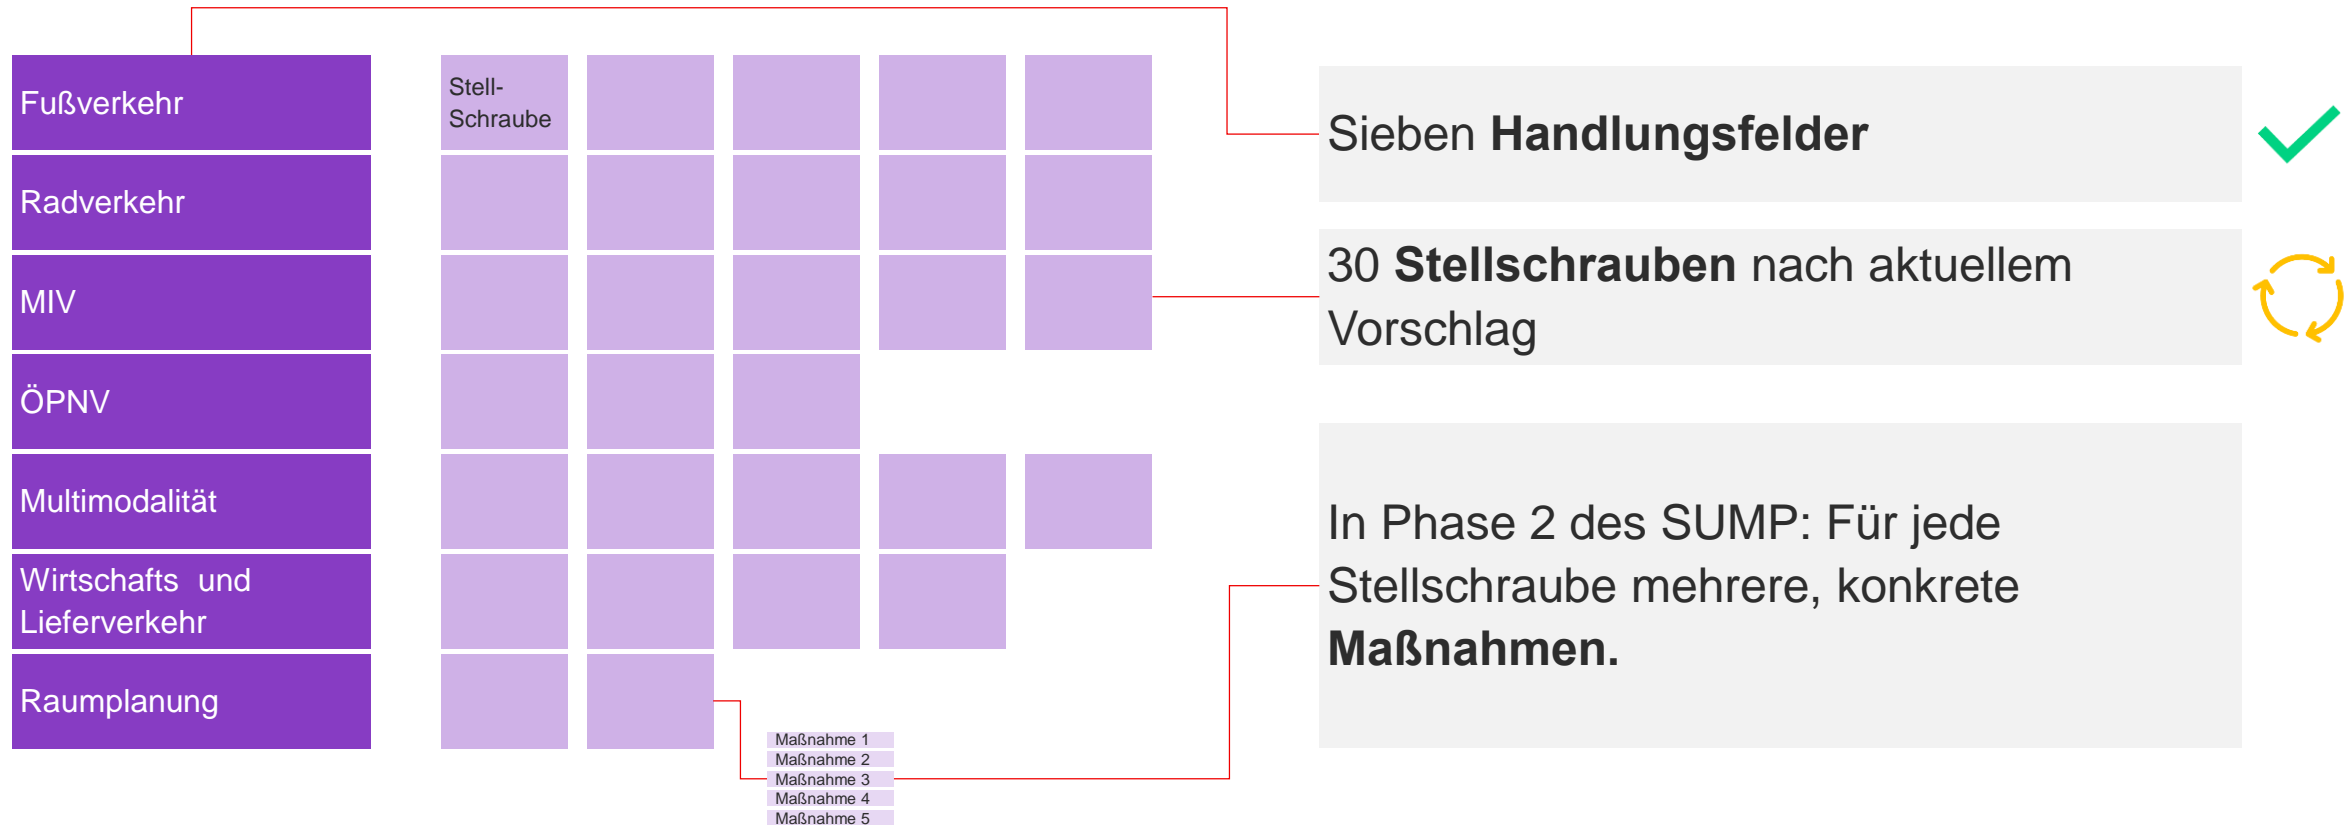 Fußverkehr
Radverkehr
MIV
ÖPNV
Multimodalität
Wirtschafts und
Lieferverkehr
Raumplanung
Stell-
Schraube
Maßnahme 1
Maßnahme 2
Maßnahme 3
Maßnahme 4
Maßnahme 5
Sieben Handlungsfelder
30 Stellschrauben nach aktuellem
Vorschlag
In Phase 2 des SUMP: Für jede
Stellschraube mehrere, konkrete
Maßnahmen.